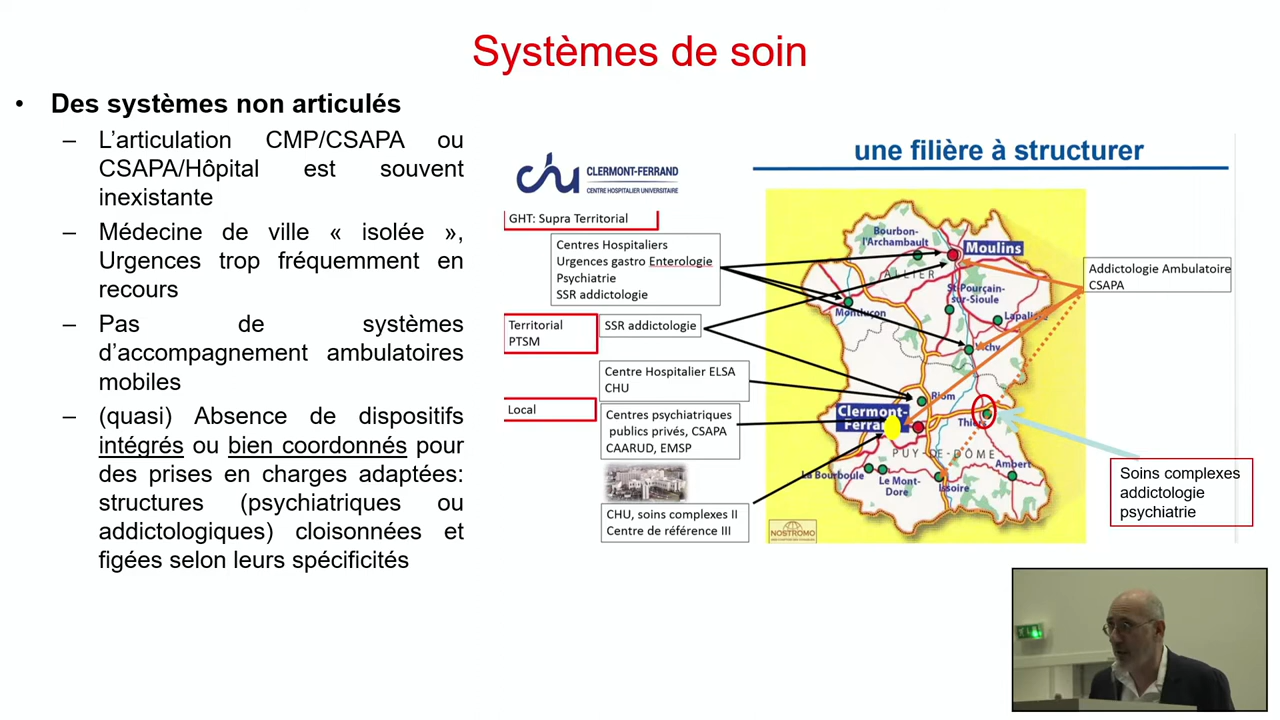 Systèmes de soin
• Des systèmes non articulés
– L’articulation CMP/CSAPA ou
CSAPA/Hôpital est souvent
inexistante
– Médecine de ville « isolée »,
Urgences trop fréquemment en
recours
– Pas de systèmes
d’accompagnement ambulatoires
mobiles
– (quasi) Absence de dispositifs
intégrés ou bien coordonnés pour
des prises en charges adaptées:
structures (psychiatriques ou
addictologiques) cloisonnées et
figées selon leurs spécificités
chu CLERMONT-FERRAND
CENTRE HOSPITALIER UNIVERSITAIRE
une filière à structurer
GHT: Supra Territorial
Centres Hospitaliers
Urgences gastro Enterologie
Psychiatrie
SSR addictologie
Territorial
PTSM
SSR addictologie
Centre Hospitalier ELSA
CHU
Local
Centres psychiatriques
publics privés, CSAPA
CAARUD, EMSP
CHU, soins complexes II
Centre de référence III
Bourbon-
l'Archambault
Moulins
ALLIER
St-Pourçain-
sur-Sioule
Montluçon
Lapalisse
Vichy
Riom
Clermont-
Ferrand
Thiers
PUY-DE-DÔME
La Bourboule
Le Mont-
Dore
Issoire
Ambert
NOSTROMO
Addictologie Ambulatoire
CSAPA
Soins complexes
addictologie
psychiatrie